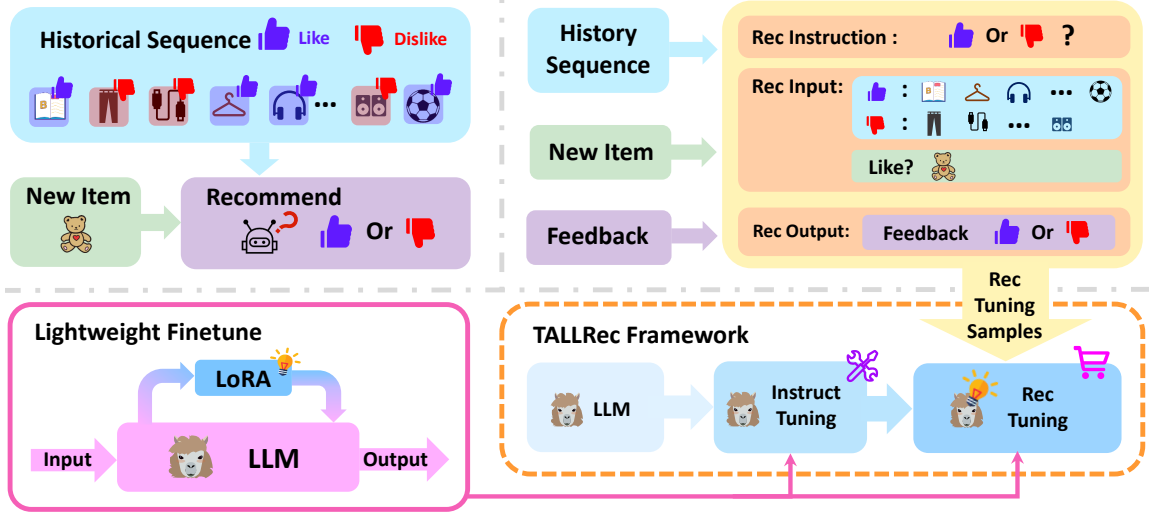 Historical Sequence Like Dislike
B
New Item
Recommend
? Or
History
Sequence
New Item
Feedback
Rec Instruction : Or ?
Rec Input: : B ...
: ...
Like?
Rec Output: Feedback Or
Rec
Tuning
Samples
Lightweight Finetune
LoRA
Input LLM Output
TALLRec Framework
LLM
Instruct
Tuning
Rec
Tuning